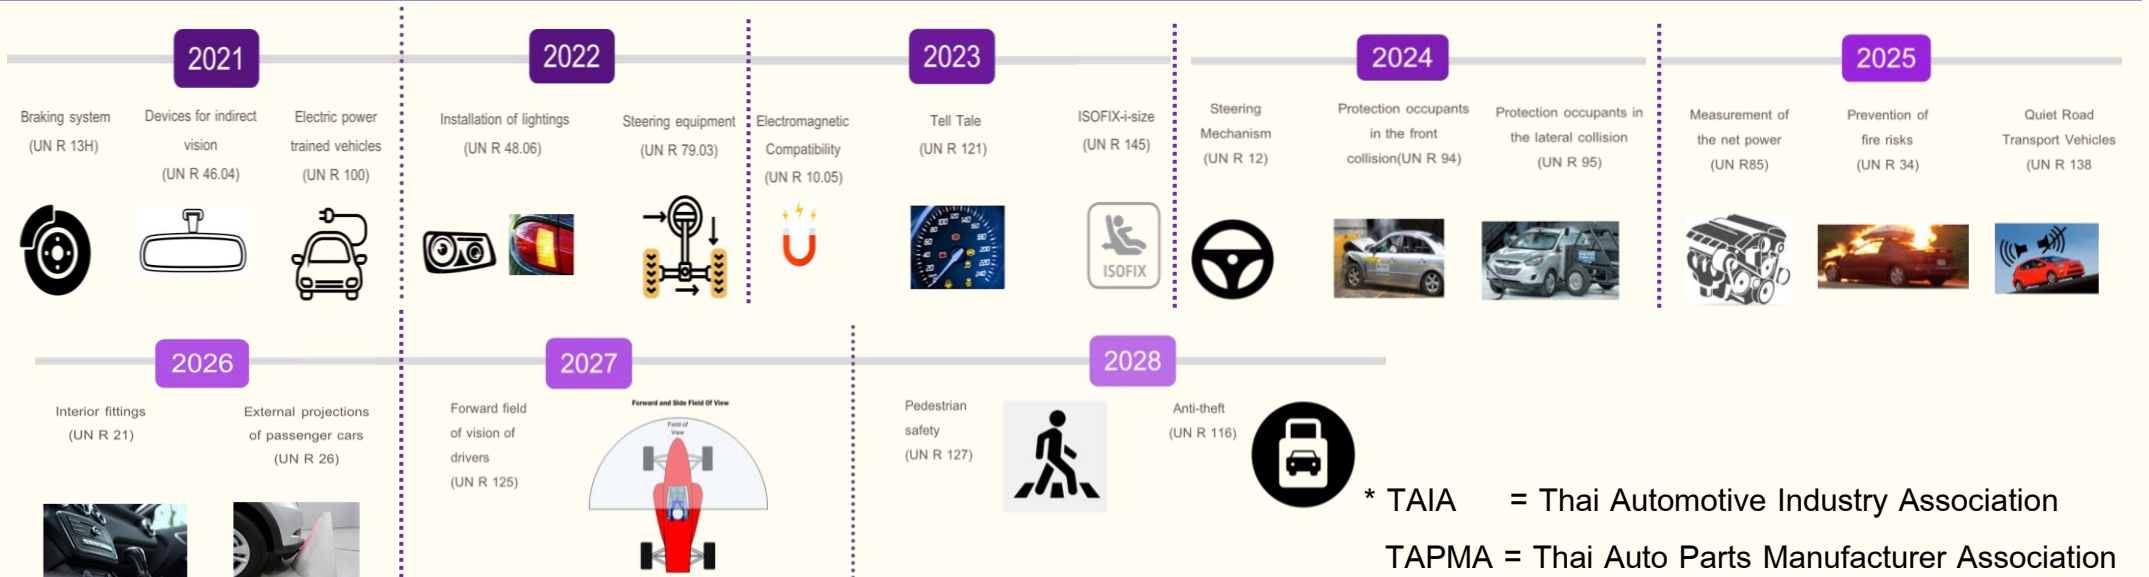 2021
Braking system
(UN R 13H)
Devices for indirect
vision
(UN R 46.04)
Electric power
trained vehicles
(UN R 100)
2022
Installation of lightings
(UN R 48.06)
Steering equipment
(UN R 79.03)
2023
Electromagnetic
Compatibility
(UN R 10.05)
Tell Tale
(UN R 121)
ISOFIX-i-size
(UN R 145)
ISOFIX
2024
Steering
Mechanism
(UN R 12)
Protection occupants
in the front
collision(UN R 94)
Protection occupants in
the lateral collision
(UN R 95)
2025
Measurement of
the net power
(UN R85)
Prevention of
fire risks
(UN R 34)
Quiet Road
Transport Vehicles
(UN R 138
2026
Interior fittings
(UN R 21)
External projections
of passenger cars
(UN R 26)
2027
Forward field
of vision of
drivers
(UN R 125)
Forward and Side Field Of View
Field of
View
2028
Pedestrian
safety
(UN R 127)
Anti-theft
(UN R 116)
* TAIA = Thai Automotive Industry Association
TAPMA = Thai Auto Parts Manufacturer Association